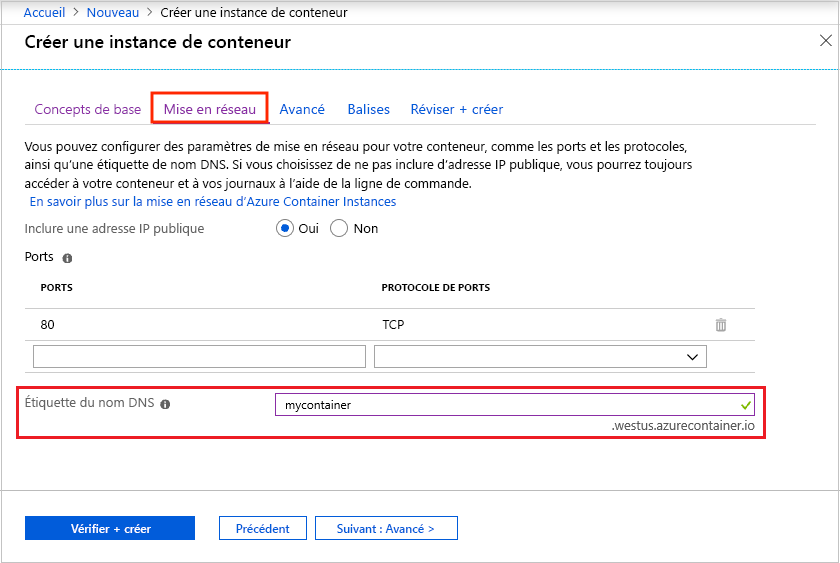 Accueil > Nouveau > Créer une instance de conteneur
Créer une instance de conteneur
Concepts de base Mise en réseau Avancé Balises Réviser + créer
Vous pouvez configurer des paramètres de mise en réseau pour votre conteneur, comme les ports et les protocoles,
ainsi qu'une étiquette de nom DNS. Si vous choisissez de ne pas inclure d'adresse IP publique, vous pourrez toujours
accéder à votre conteneur et à vos journaux à l'aide de la ligne de commande.
En savoir plus sur la mise en réseau d'Azure Container Instances
Inclure une adresse IP publique Oui Non
Ports
PORTS PROTOCOLE DE PORTS
80 TCP
Étiquette du nom DNS mycontainer
.westus.azurecontainer.io
Vérifier + créer Précédent Suivant : Avancé >